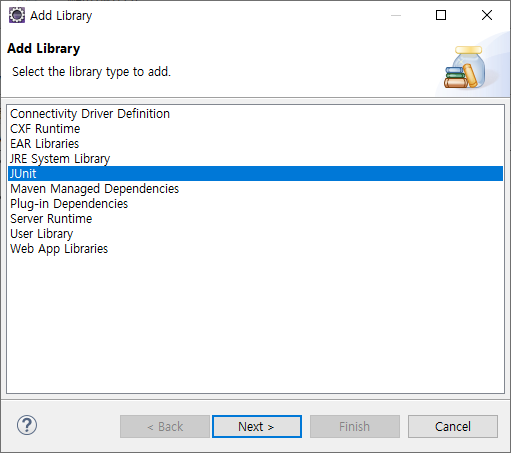 Add Library
Add Library
Select the library type to add.
Connectivity Driver Definition
CXF Runtime
EAR Libraries
JRE System Library
JUnit
Maven Managed Dependencies
Plug-in Dependencies
Server Runtime
User Library
Web App Libraries
? < Back Next > Finish Cancel